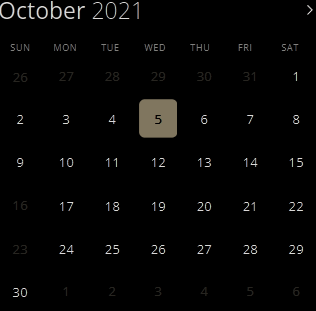 October 2021
SUN MON TUE WED THU FRI SAT
26 27 28 29 30 31 1
2 3 4 5 6 7 8
9 10 11 12 13 14 15
16 17 18 19 20 21 22
23 24 25 26 27 28 29
30 1 2 3 4 5 6